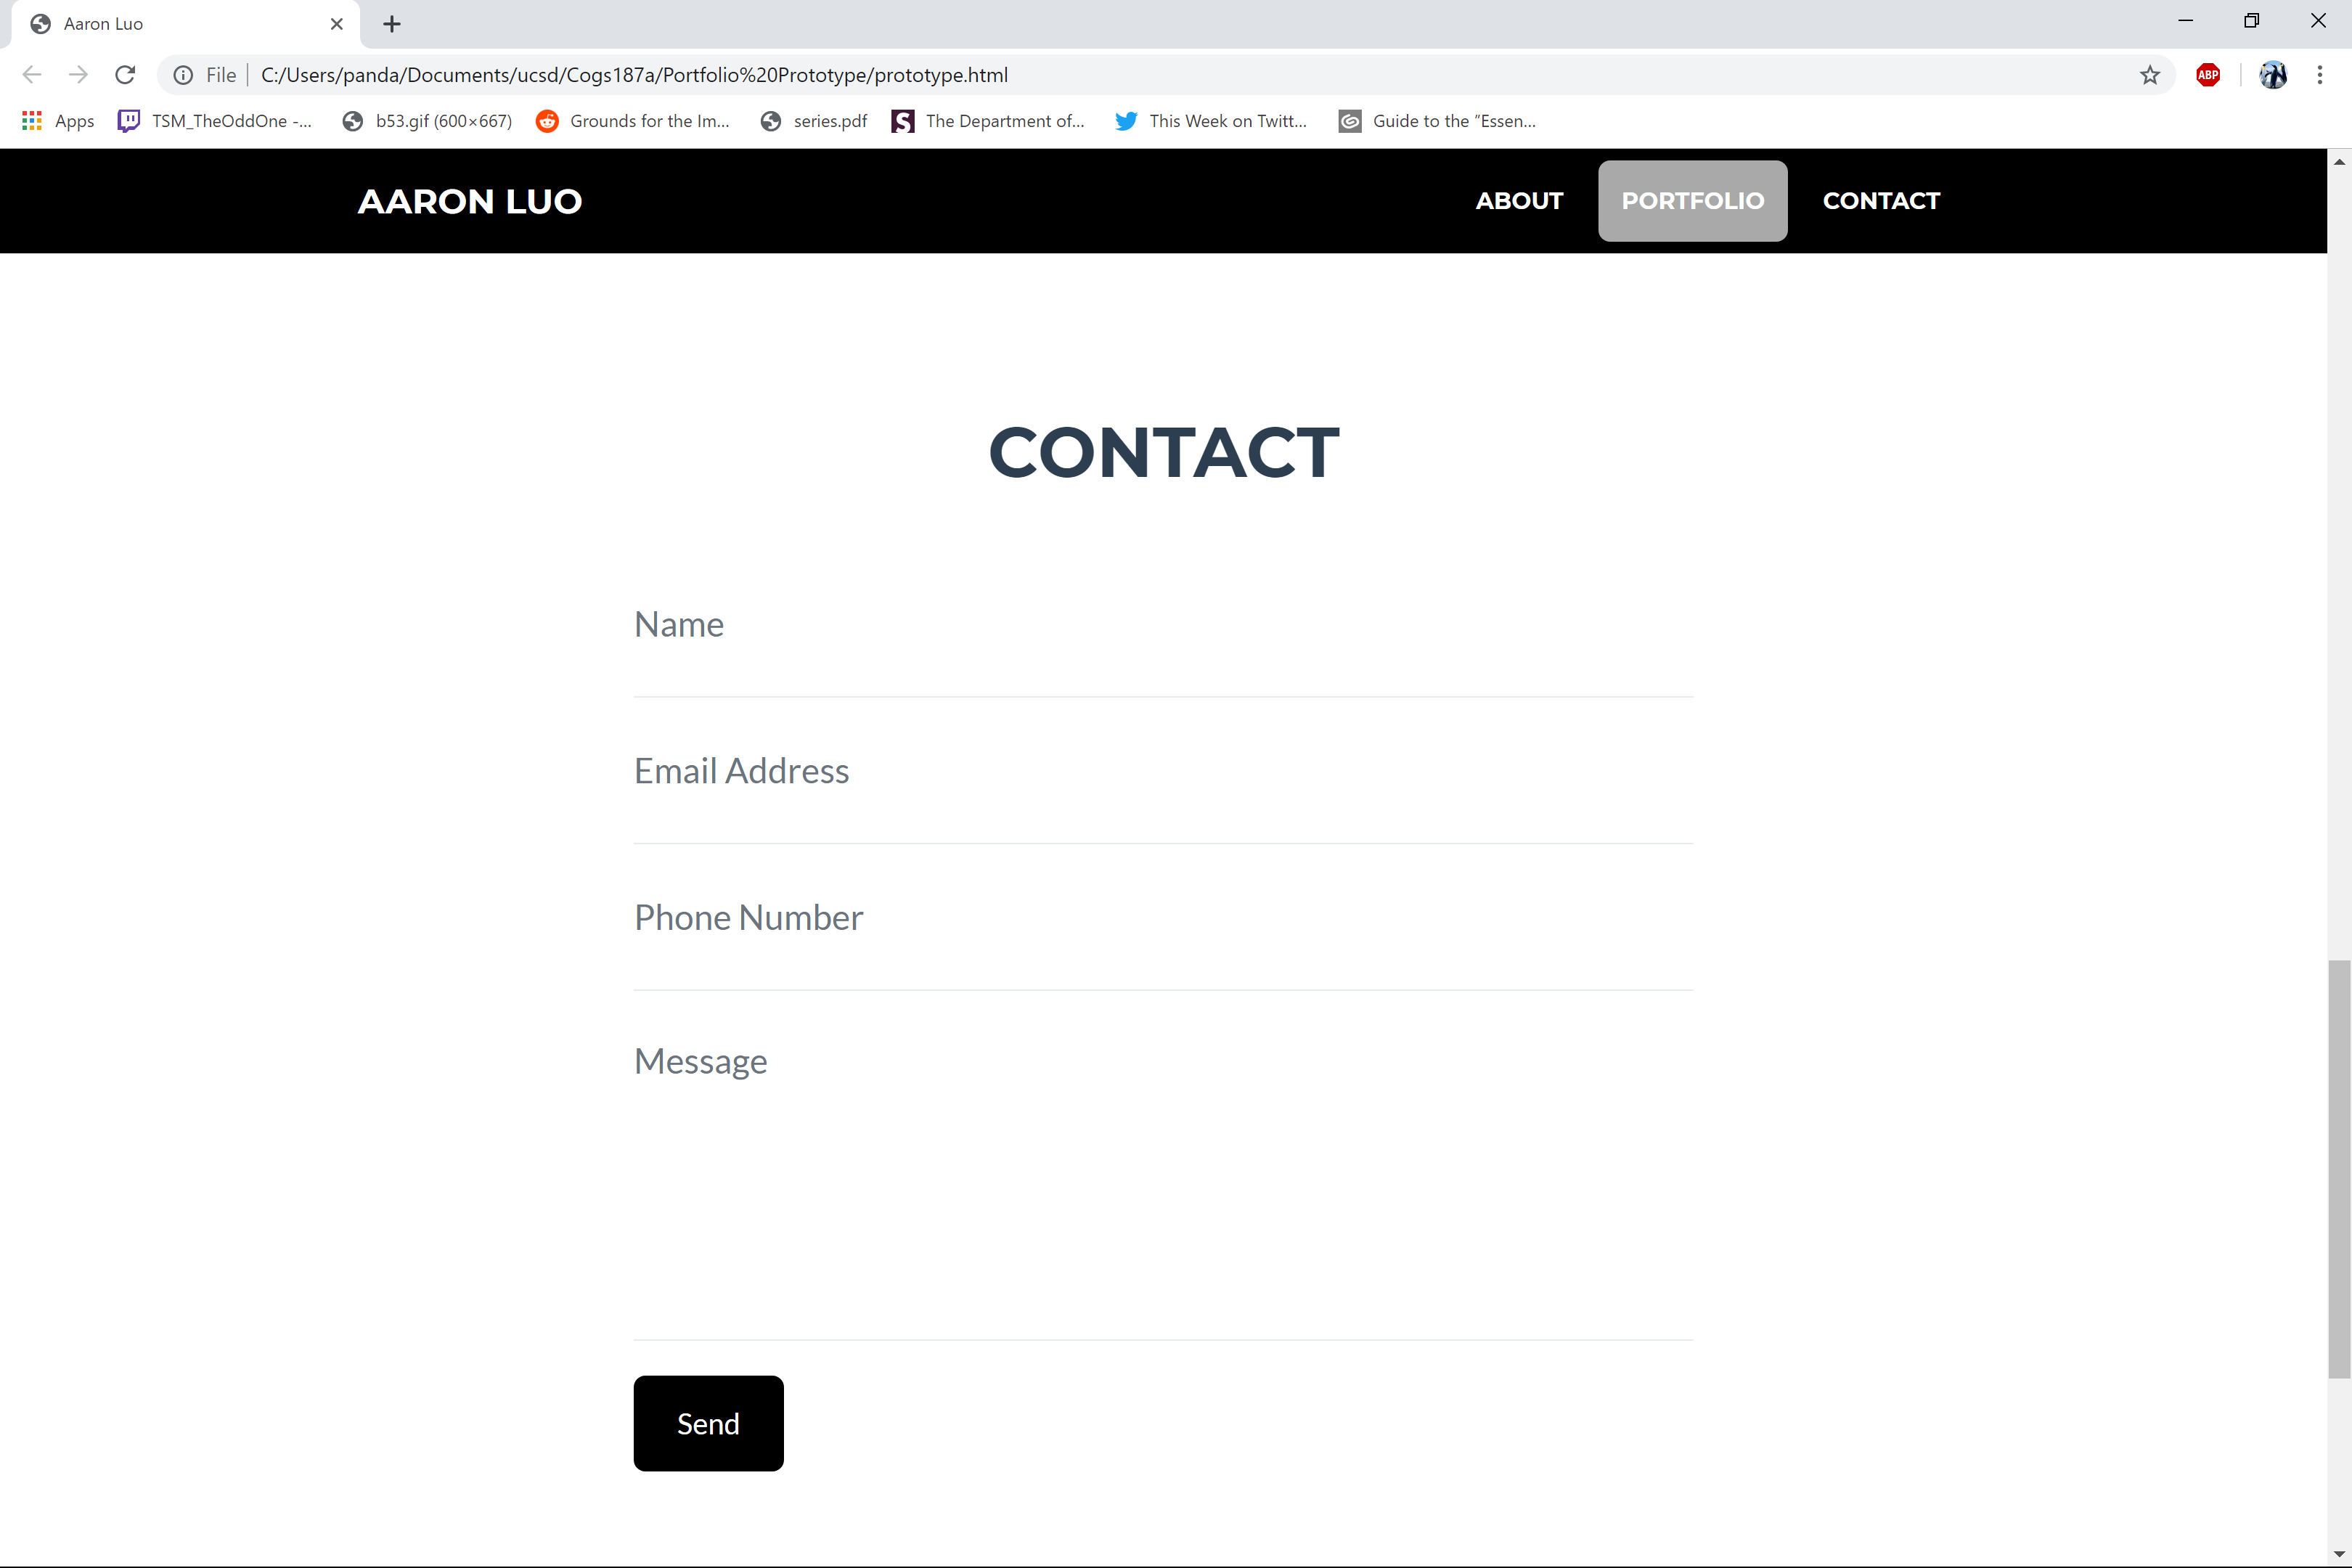 Aaron Luo
File C:/Users/panda/Documents/ucsd/Cogs187a/Portfolio%20Prototype/prototype.html
ABP
Apps TSM_TheOddOne -... b53.gif (600×667) Grounds for the Im... series.pdf The Department of... This Week on Twitt... Guide to the "Essen...
AARON LUO ABOUT PORTFOLIO CONTACT
CONTACT
Name
Email Address
Phone Number
Message
Send